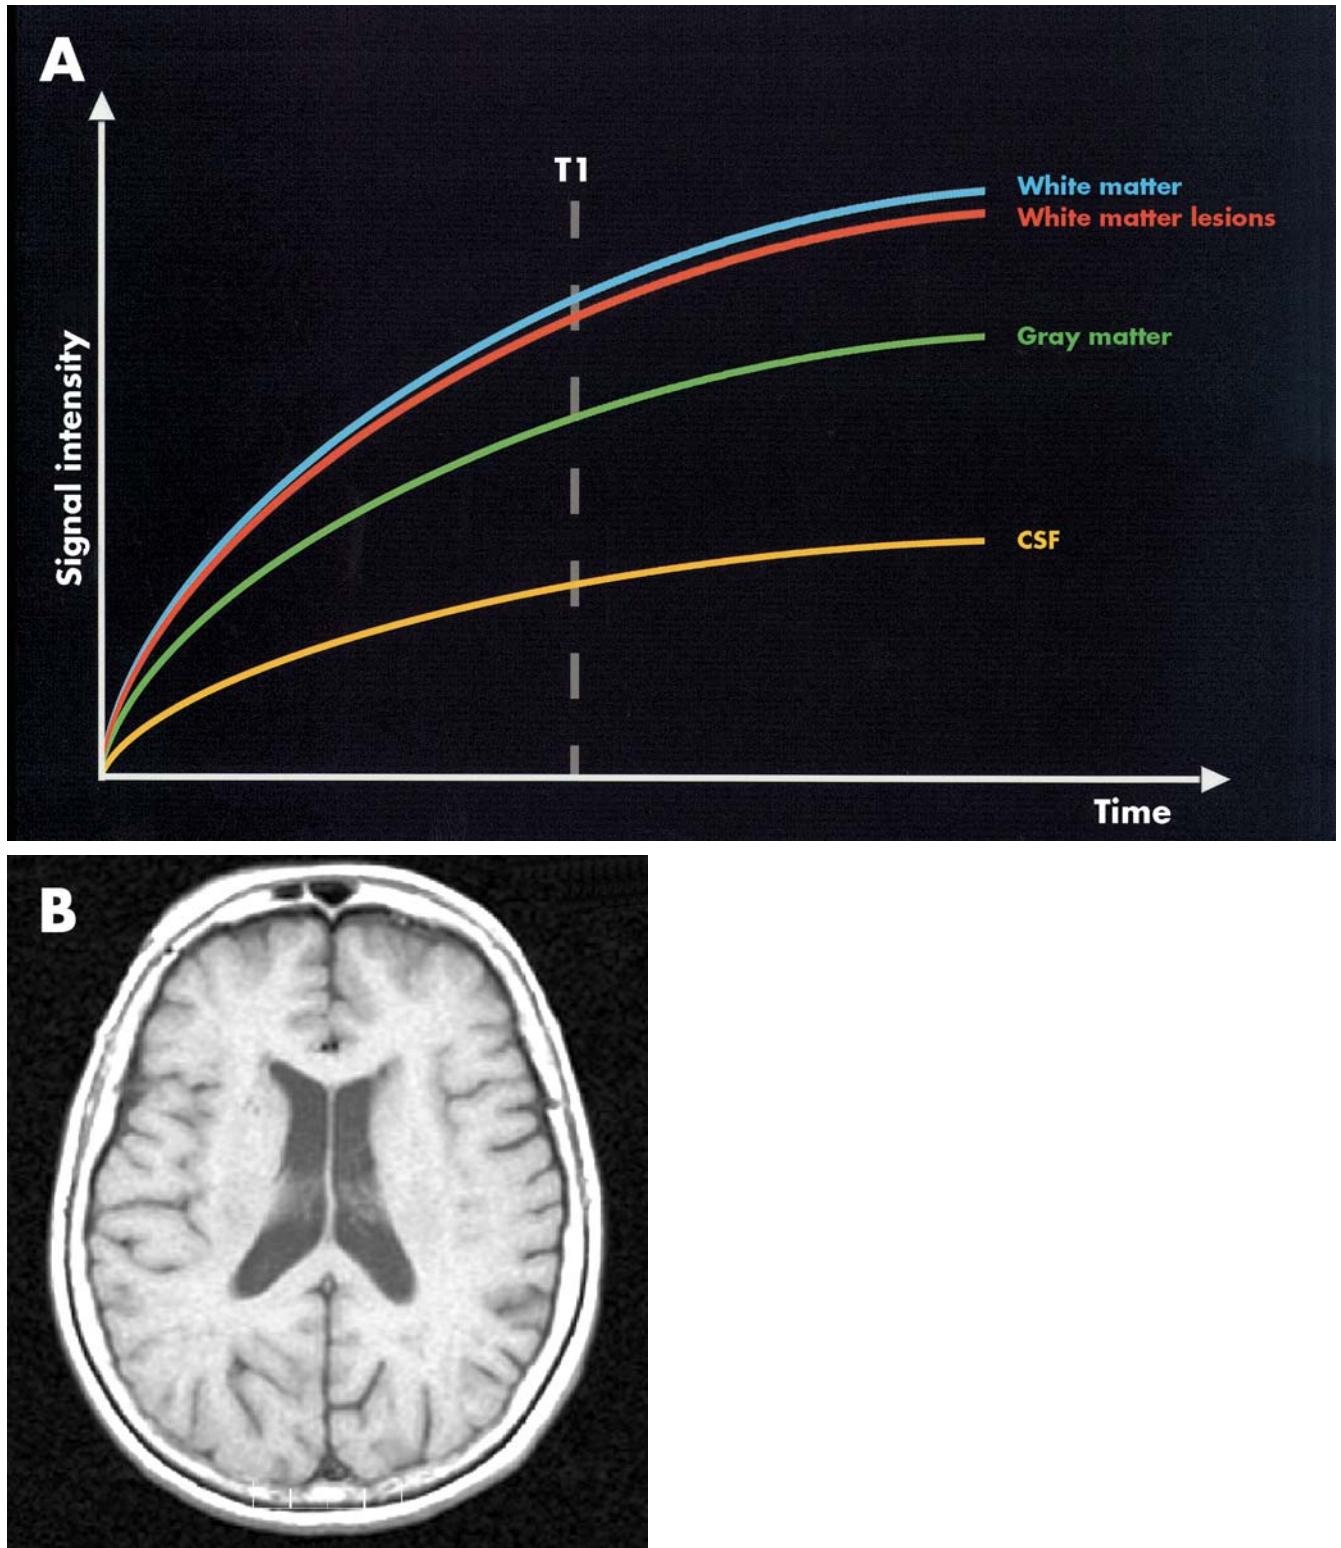 A
T1
White matter
White matter lesions
Gray matter
CSF
Signal intensity
Time
B